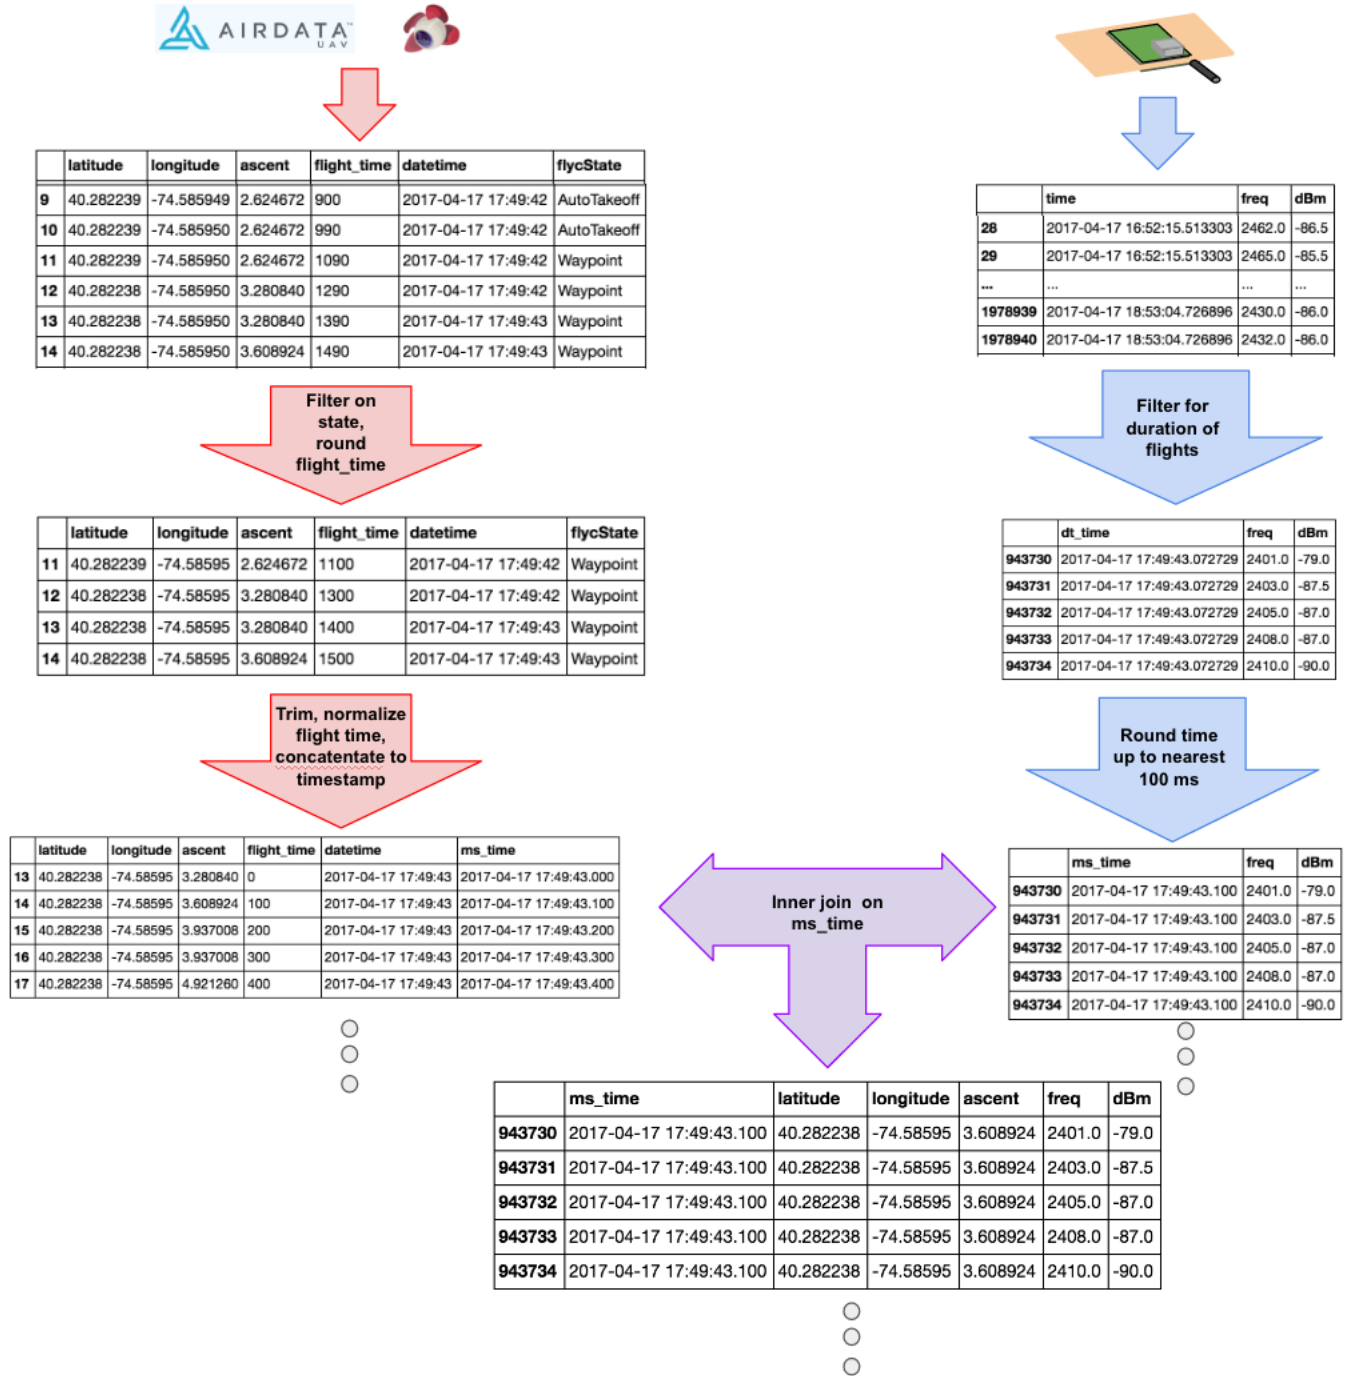 AIRDATA
UAV
latitude longitude ascent flight_time datetime flycState
9 40.282239 -74.585949 2.624672 900 2017-04-17 17:49:42 AutoTakeoff
10 40.282239 -74.585950 2.624672 990 2017-04-17 17:49:42 AutoTakeoff
11 40.282239 -74.585950 2.624672 1090 2017-04-17 17:49:42 Waypoint
12 40.282238 -74.585950 3.280840 1290 2017-04-17 17:49:42 Waypoint
13 40.282238 -74.585950 3.280840 1390 2017-04-17 17:49:43 Waypoint
14 40.282238 -74.585950 3.608924 1490 2017-04-17 17:49:43 Waypoint
Filter on
state,
round
flight_time
latitude longitude ascent flight_time datetime flycState
11 40.282239 -74.58595 2.624672 1100 2017-04-17 17:49:42 Waypoint
12 40.282238 -74.58595 3.280840 1300 2017-04-17 17:49:42 Waypoint
13 40.282238 -74.58595 3.280840 1400 2017-04-17 17:49:43 Waypoint
14 40.282238 -74.58595 3.608924 1500 2017-04-17 17:49:43 Waypoint
Trim, normalize
flight time,
concatentate to
timestamp
latitude longitude ascent flight_time datetime ms_time
13 40.282238 -74.58595 3.280840 0 2017-04-17 17:49:43 2017-04-17 17:49:43.000
14 40.282238 -74.58595 3.608924 100 2017-04-17 17:49:43 2017-04-17 17:49:43.100
15 40.282238 -74.58595 3.937008 200 2017-04-17 17:49:43 2017-04-17 17:49:43.200
16 40.282238 -74.58595 3.937008 300 2017-04-17 17:49:43 2017-04-17 17:49:43.300
17 40.282238 -74.58595 4.921260 400 2017-04-17 17:49:43 2017-04-17 17:49:43.400
time freq dBm
28 2017-04-17 16:52:15.513303 2462.0 -86.5
29 2017-04-17 16:52:15.513303 2465.0 -85.5
... ... ... ...
1978939 2017-04-17 18:53:04.726896 2430.0 -86.0
1978940 2017-04-17 18:53:04.726896 2432.0 -86.0
Filter for
duration of
flights
dt_time freq dBm
943730 2017-04-17 17:49:43.072729 2401.0 -79.0
943731 2017-04-17 17:49:43.072729 2403.0 -87.5
943732 2017-04-17 17:49:43.072729 2405.0 -87.0
943733 2017-04-17 17:49:43.072729 2408.0 -87.0
943734 2017-04-17 17:49:43.072729 2410.0 -90.0
Round time
up to nearest
100 ms
ms_time freq dBm
943730 2017-04-17 17:49:43.100 2401.0 -79.0
943731 2017-04-17 17:49:43.100 2403.0 -87.5
943732 2017-04-17 17:49:43.100 2405.0 -87.0
943733 2017-04-17 17:49:43.100 2408.0 -87.0
943734 2017-04-17 17:49:43.100 2410.0 -90.0
Inner join on
ms_time
ms_time latitude longitude ascent freq dBm
943730 2017-04-17 17:49:43.100 40.282238 -74.58595 3.608924 2401.0 -79.0
943731 2017-04-17 17:49:43.100 40.282238 -74.58595 3.608924 2403.0 -87.5
943732 2017-04-17 17:49:43.100 40.282238 -74.58595 3.608924 2405.0 -87.0
943733 2017-04-17 17:49:43.100 40.282238 -74.58595 3.608924 2408.0 -87.0
943734 2017-04-17 17:49:43.100 40.282238 -74.58595 3.608924 2410.0 -90.0